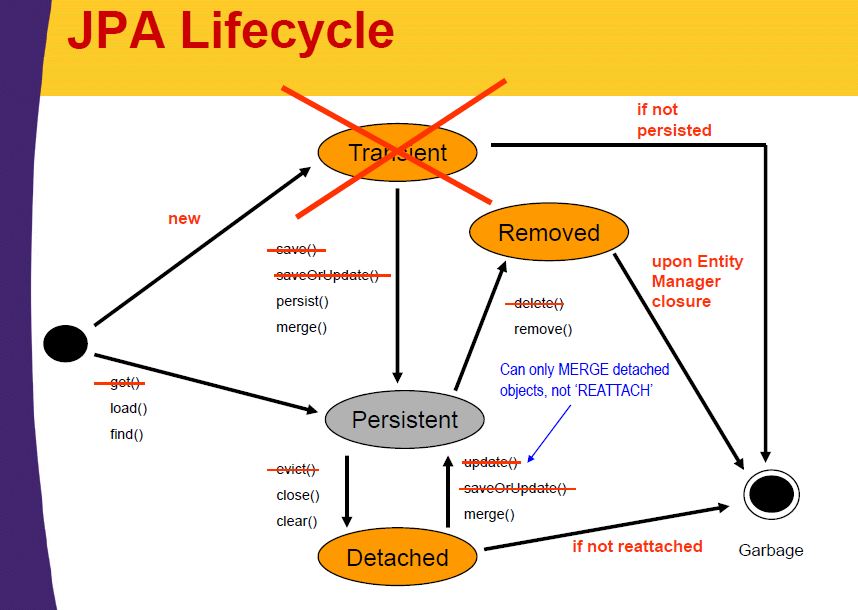 JPA Lifecycle
if not
persisted
Transient
new
Removed
save()
saveOrUpdate()
persist()
merge()
upon Entity
Manager
closure
delete()
remove()
get()
load()
find()
Can only MERGE detached
objects, not ‘REATTACH’
Persistent
evict()
close()
clear()
update()
saveOrUpdate()
merge()
Detached
if not reattached
Garbage